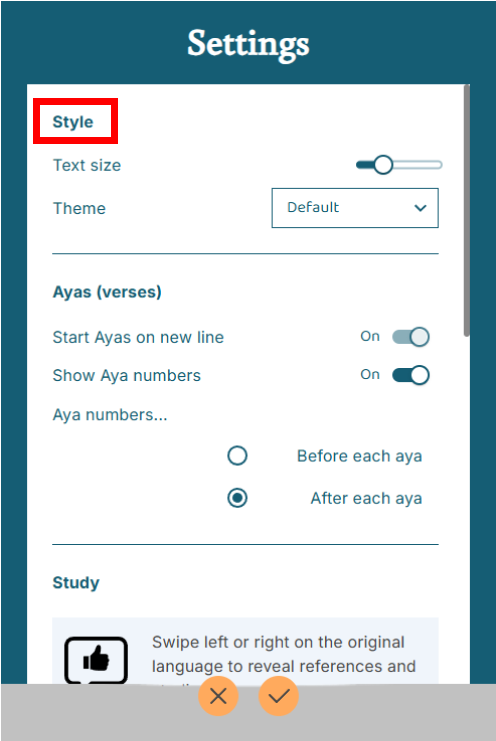 Settings
Style
Text size
Theme Default
Ayas (verses)
Start Ayas on new line On
Show Aya numbers On
Aya numbers...
Before each aya
After each aya
Study
Swipe left or right on the original
language to reveal references and